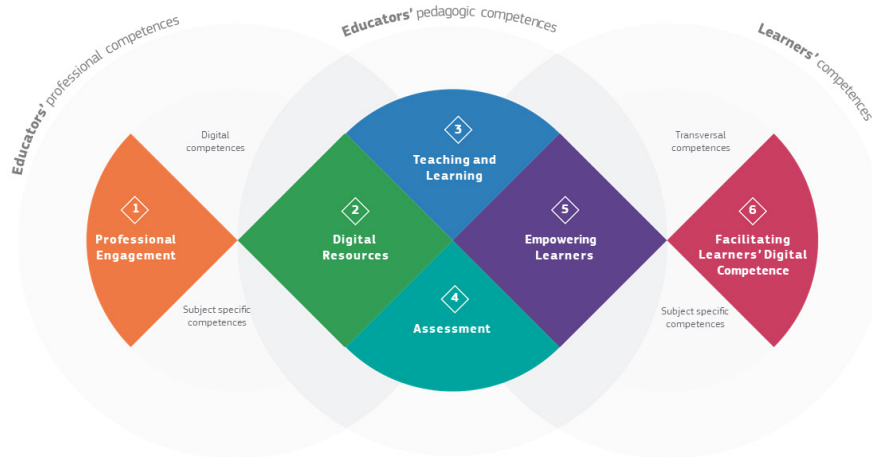 Educators' professional competences
Educators' pedagogic competences
Learners' competences
Digital
competences
Transversal
competences
3
Teaching and
Learning
1
Professional
Engagement
2
Digital
Resources
5
Empowering
Learners
6
Facilitating
Learners' Digital
Competence
4
Assessment
Subject specific
competences
Subject specific
competences